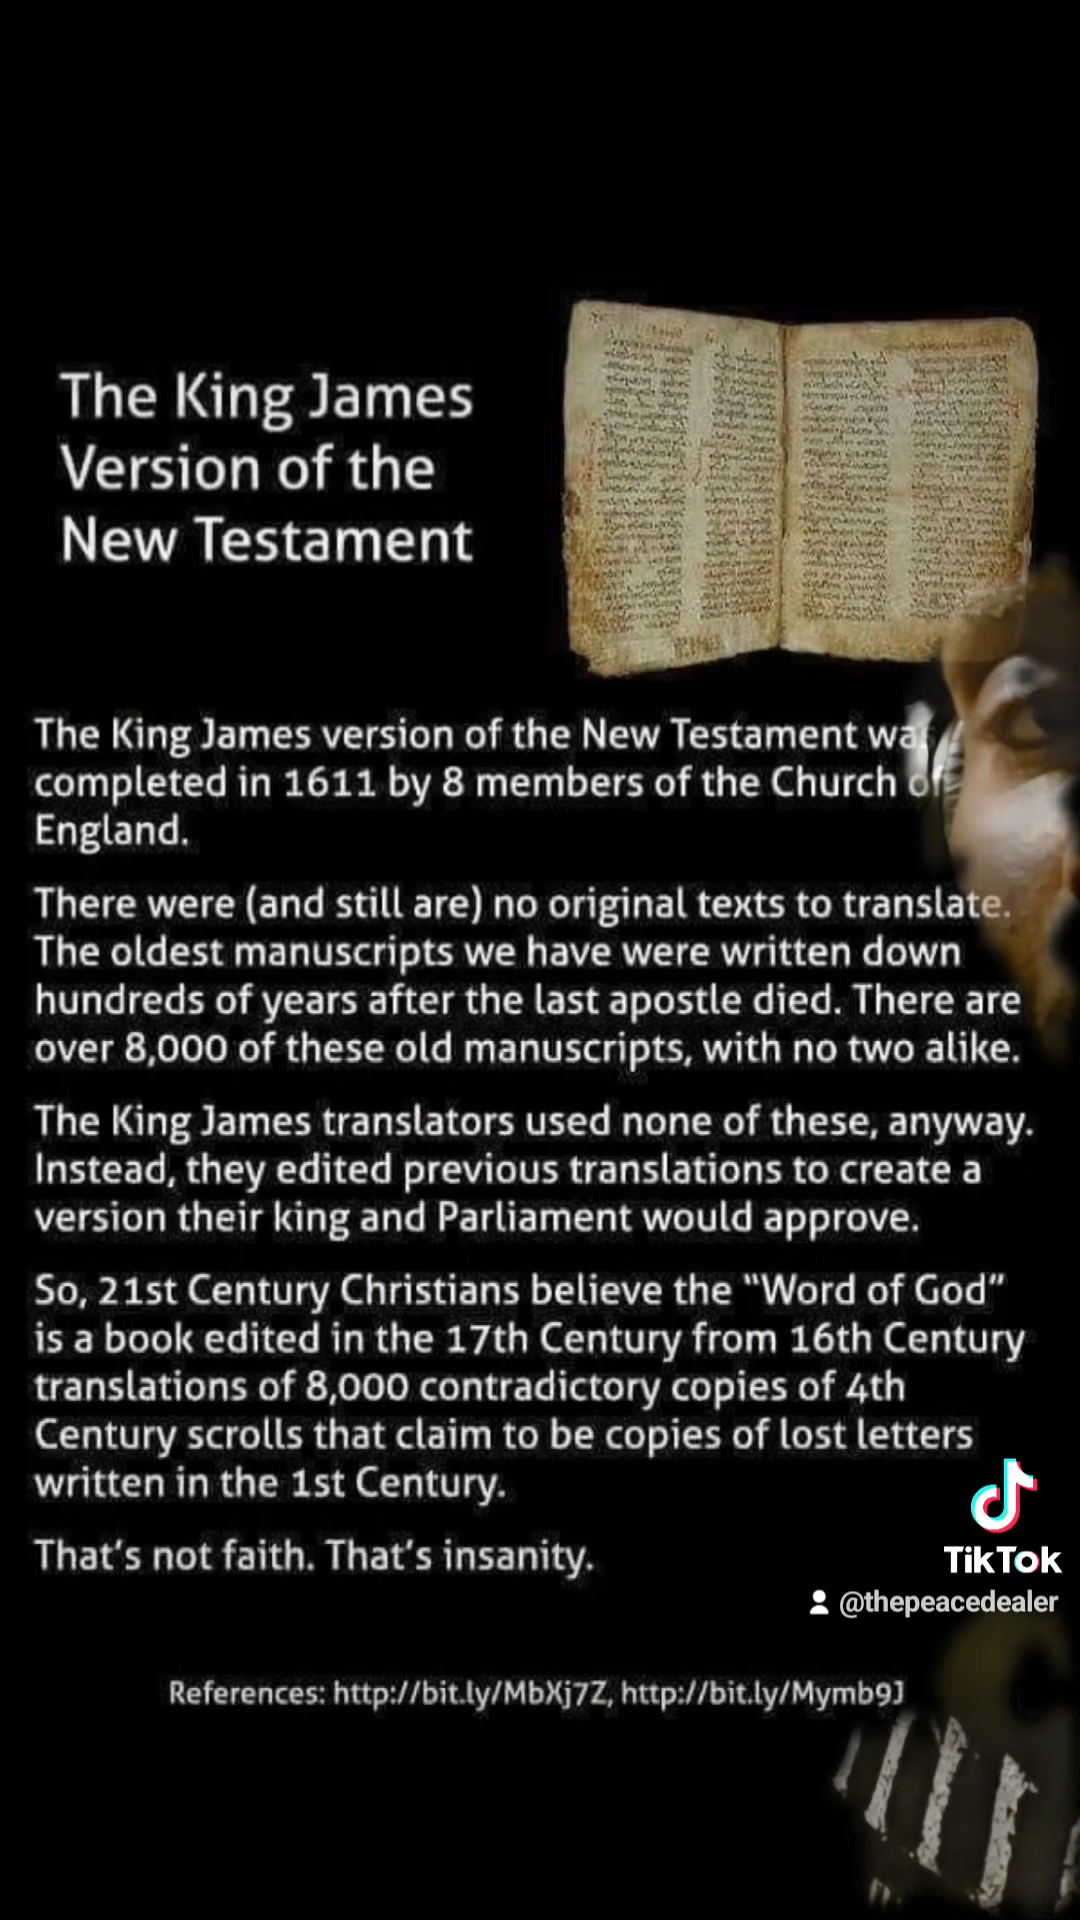 The King James
Version of the
New Testament
The King James version of the New Testament was
completed in 1611 by 8 members of the Church of
England.
There were (and still are) no original texts to translate.
The oldest manuscripts we have were written down
hundreds of years after the last apostle died. There are
over 8,000 of these old manuscripts, with no two alike.
The King James translators used none of these, anyway.
Instead, they edited previous translations to create a
version their king and Parliament would approve.
So, 21st Century Christians believe the “Word of God”
is a book edited in the 17th Century from 16th Century
translations of 8,000 contradictory copies of 4th
Century scrolls that claim to be copies of lost letters
written in the 1st Century.
That’s not faith. That’s insanity.
TikTok
@thepeacedealer
References: http://bit.ly/MbXj7Z, http://bit.ly/Mymb9J